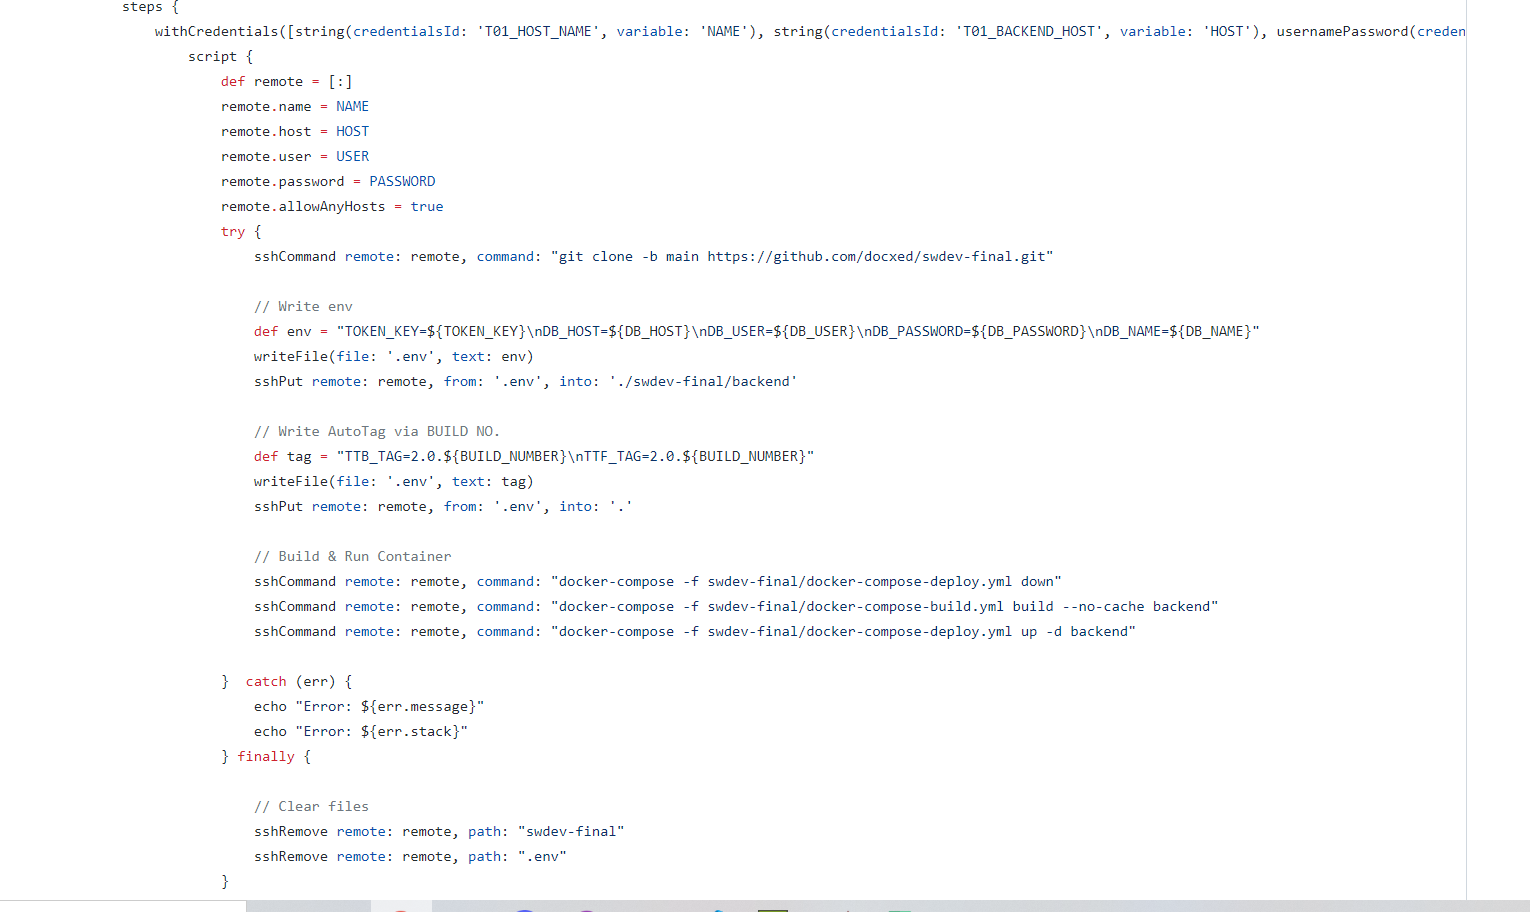 steps {
withCredentials([string(credentialsId: 'T01_HOST_NAME', variable: 'NAME'), string(credentialsId: 'T01_BACKEND_HOST', variable: 'HOST'), usernamePassword(creden
script {
def remote = [:]
remote.name = NAME
remote.host = HOST
remote.user = USER
remote.password = PASSWORD
remote.allowAnyHosts = true
try {
sshCommand remote: remote, command: "git clone -b main https://github.com/docxed/swdev-final.git"
// Write env
def env = "TOKEN_KEY=${TOKEN_KEY}\nDB_HOST=${DB_HOST}\nDB_USER=${DB_USER}\nDB_PASSWORD=${DB_PASSWORD}\nDB_NAME=${DB_NAME}"
writeFile(file: '.env', text: env)
sshPut remote: remote, from: '.env', into: './swdev-final/backend'
// Write AutoTag via BUILD NO.
def tag = "TTB_TAG=2.0.${BUILD_NUMBER}\nTTF_TAG=2.0.${BUILD_NUMBER}"
writeFile(file: '.env', text: tag)
sshPut remote: remote, from: '.env', into: '.'
// Build & Run Container
sshCommand remote: remote, command: "docker-compose -f swdev-final/docker-compose-deploy.yml down"
sshCommand remote: remote, command: "docker-compose -f swdev-final/docker-compose-build.yml build --no-cache backend"
sshCommand remote: remote, command: "docker-compose -f swdev-final/docker-compose-deploy.yml up -d backend"
} catch (err) {
echo "Error: ${err.message}"
echo "Error: ${err.stack}"
} finally {
// Clear files
sshRemove remote: remote, path: "swdev-final"
sshRemove remote: remote, path: ".env"
}